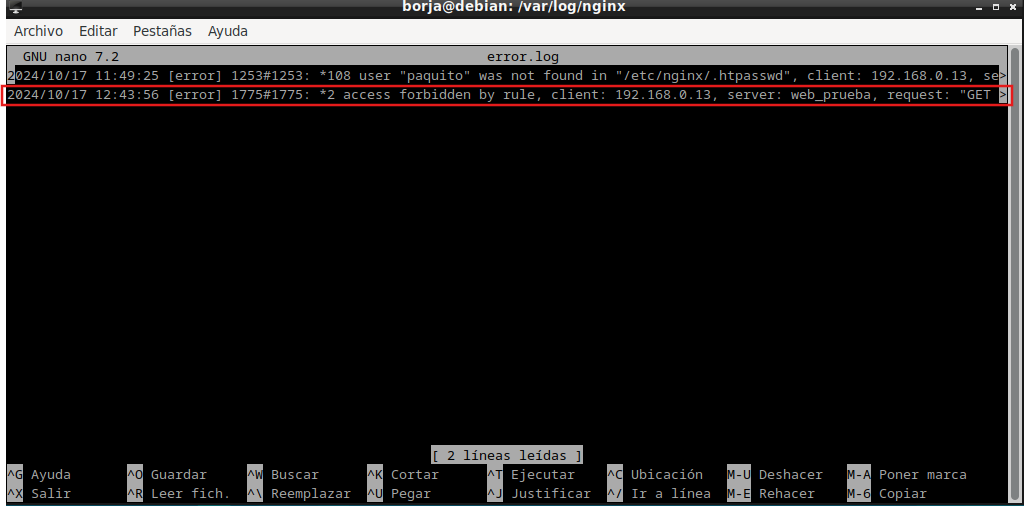 borja@debian: /var/log/nginx
Archivo Editar Pestañas Ayuda
GNU nano 7.2 error.log
2024/10/17 11:49:25 [error] 1253#1253: *108 user "paquito" was not found in "/etc/nginx/.htpasswd", client: 192.168.0.13, se>
2024/10/17 12:43:56 [error] 1775#1775: *2 access forbidden by rule, client: 192.168.0.13, server: web_prueba, request: "GET >
[ 2 líneas leídas ]
^G Ayuda ^O Guardar ^W Buscar ^K Cortar ^T Ejecutar ^C Ubicación M-U Deshacer M-A Poner marca
^X Salir ^R Leer fich. ^\ Reemplazar ^U Pegar ^J Justificar ^/ Ir a línea M-E Rehacer M-6 Copiar